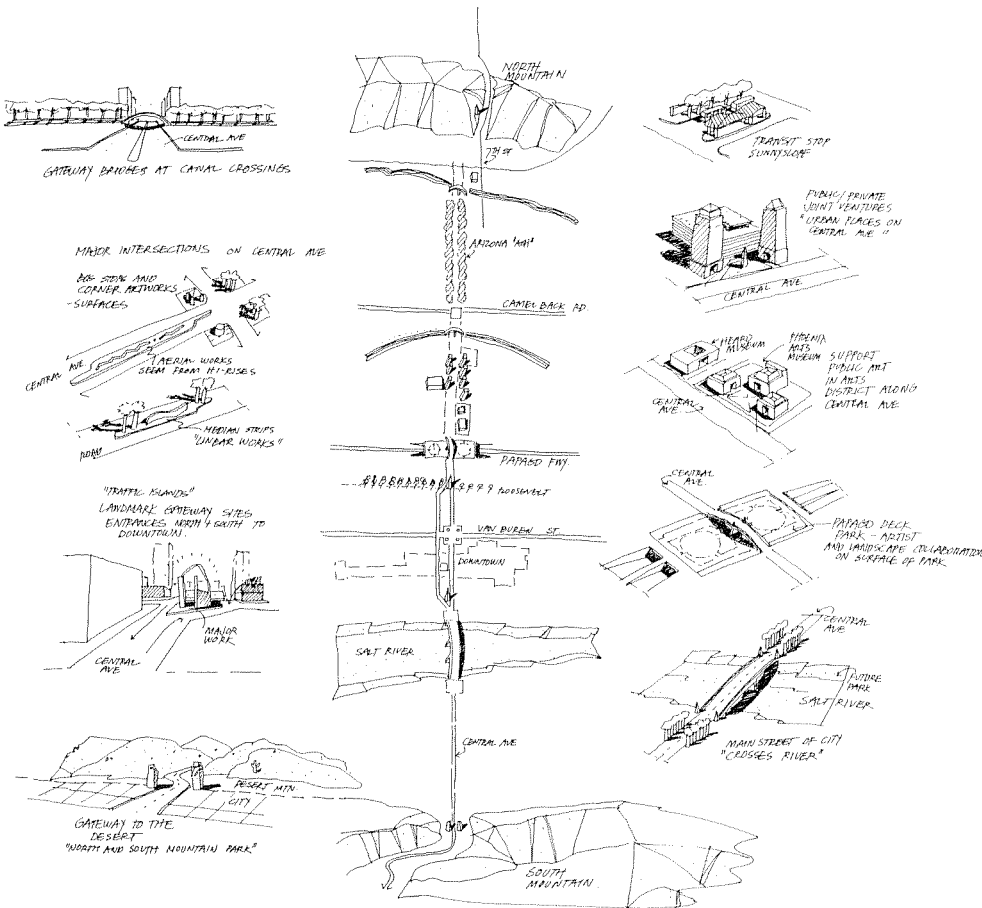 CENTRAL AVE
GATEWAY BRIDGES AT CANAL CROSSINGS
MAJOR INTERSECTIONS ON CENTRAL AVE
BUS STOPS AND
CORNER ARTWORKS
- SURFACES
CENTRAL AVE
AERIAL WORKS
SEEM FROM HI-RISES
MEDIAN STRIPS
"LINEAR WORKS"
"TRAFFIC ISLANDS"
LANDMARK GATEWAY SITES
ENTRANCES NORTH & SOUTH TO
DOWNTOWN.
MAJOR
WORK
CENTRAL
AVE
DESERT MTN.
CITY
GATEWAY TO THE
DESERT
"NORTH AND SOUTH MOUNTAIN PARK"
NORTH
MOUNTAIN
7TH ST
ARIZONA
CAMELBACK RD.
PAPAGO FWY.
ROOSEVELT
VAN BUREN ST.
DOWNTOWN
SALT RIVER
CENTRAL AVE
SOUTH
MOUNTAIN
TRANSIT STOP
SUNNYSLOPE
PUBLIC/PRIVATE
JOINT VENTURES
"URBAN PLACES ON
CENTRAL AVE"
CENTRAL AVE
HEARD
MUSEUM
PHOENIX
ARTS
MUSEUM
SUPPORT
PUBLIC ART
IN ARTS
DISTRICT ALONG
CENTRAL AVE
CENTRAL
AVE
CENTRAL
AVE.
PAPAGO DECK
PARK - ARTIST
AND LANDSCAPE COLLABORATION
ON SURFACE OF PARK
CENTRAL
AVE
FUTURE
PARK
SALT RIVER
MAIN STREET OF CITY
"CROSSES RIVER"